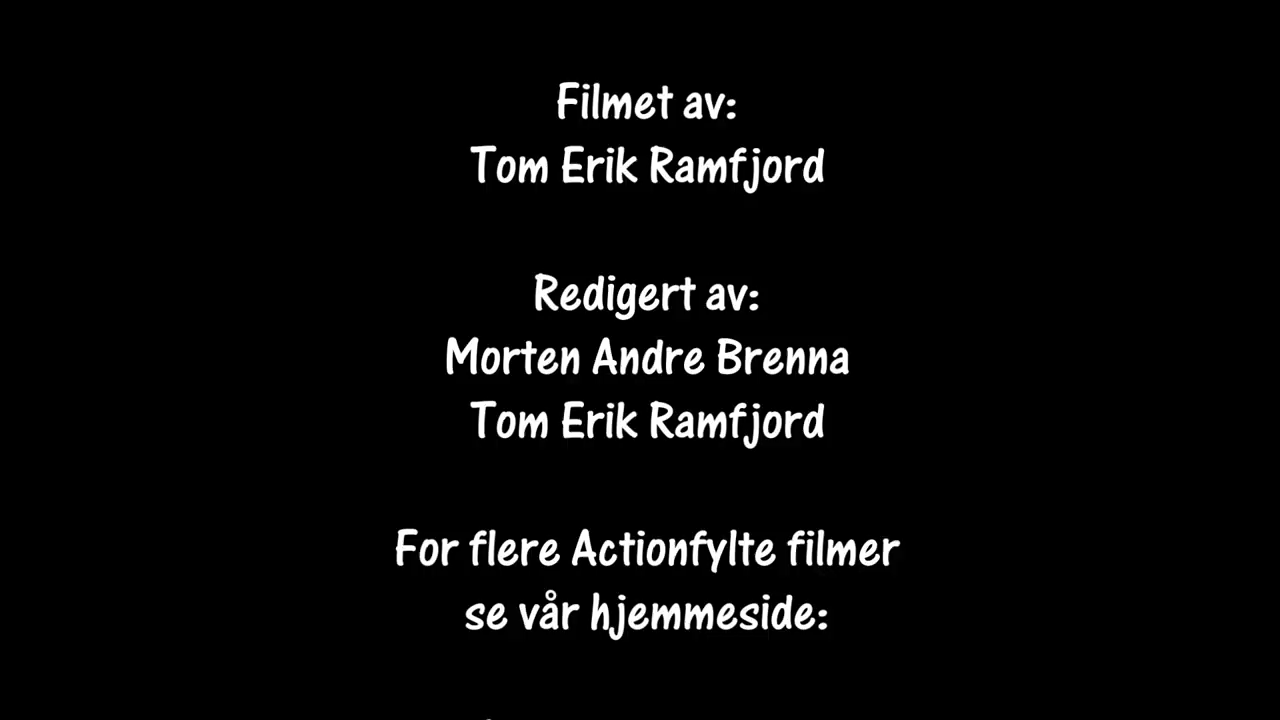 Filmet av:
Tom Erik Ramfjord
Redigert av:
Morten Andre Brenna
Tom Erik Ramfjord
For flere Actionfylte filmer
se vår hjemmeside: